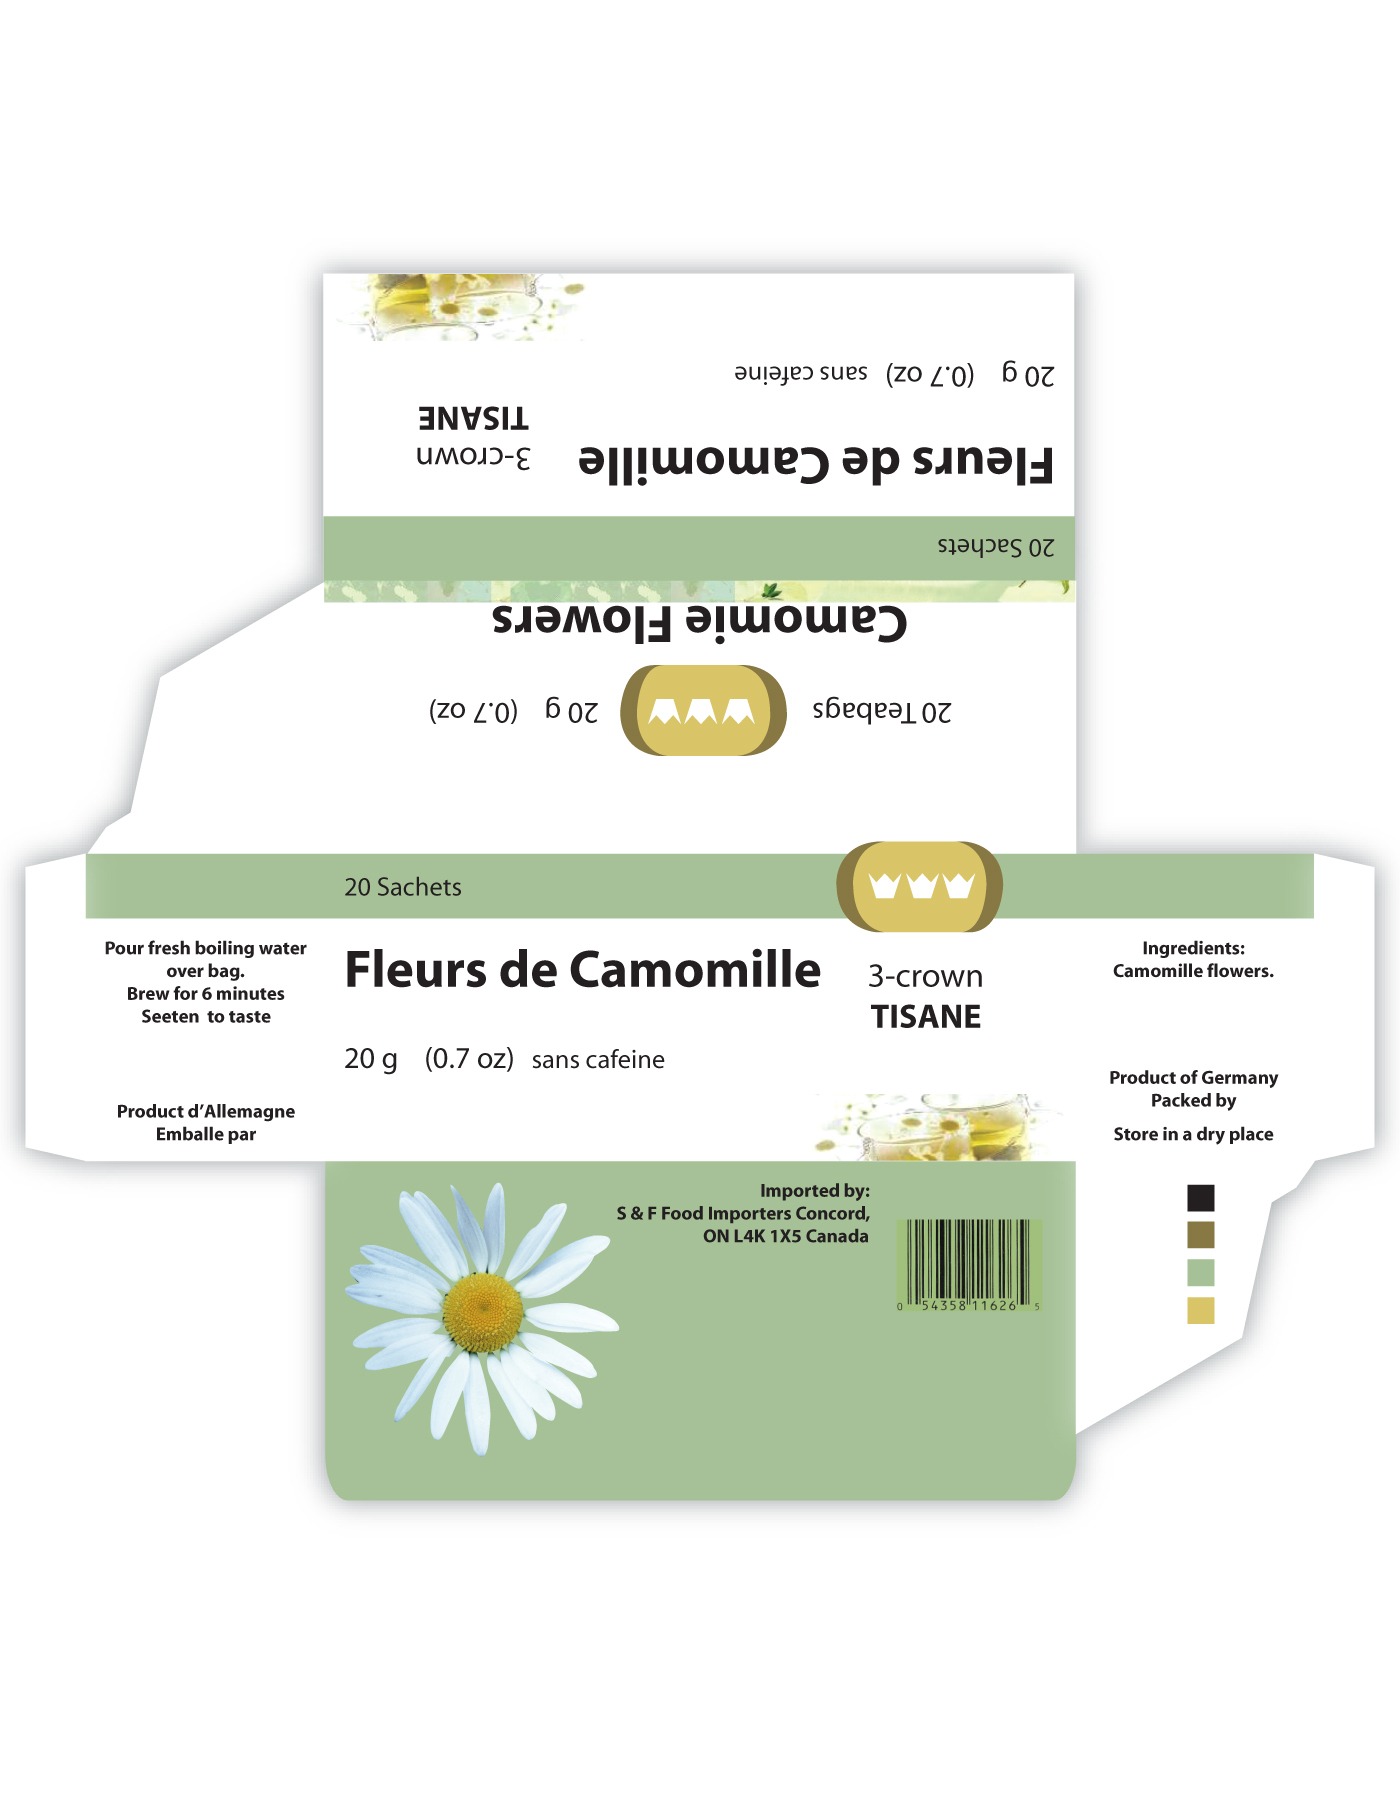 20 g (0.7 oz) sans cafeine
TISANE
3-crown
Fleurs de Camomille
20 Sachets
Camomie Flowers
20 Teabags
20 g (0.7 oz)
20 Sachets
Fleurs de Camomille
3-crown
TISANE
20 g (0.7 oz) sans cafeine
Pour fresh boiling water
over bag.
Brew for 6 minutes
Seeten to taste
Product d’Allemagne
Emballe par
Ingredients:
Camomille flowers.
Product of Germany
Packed by
Store in a dry place
Imported by:
S & F Food Importers Concord,
ON L4K 1X5 Canada
0 54358 11626 5